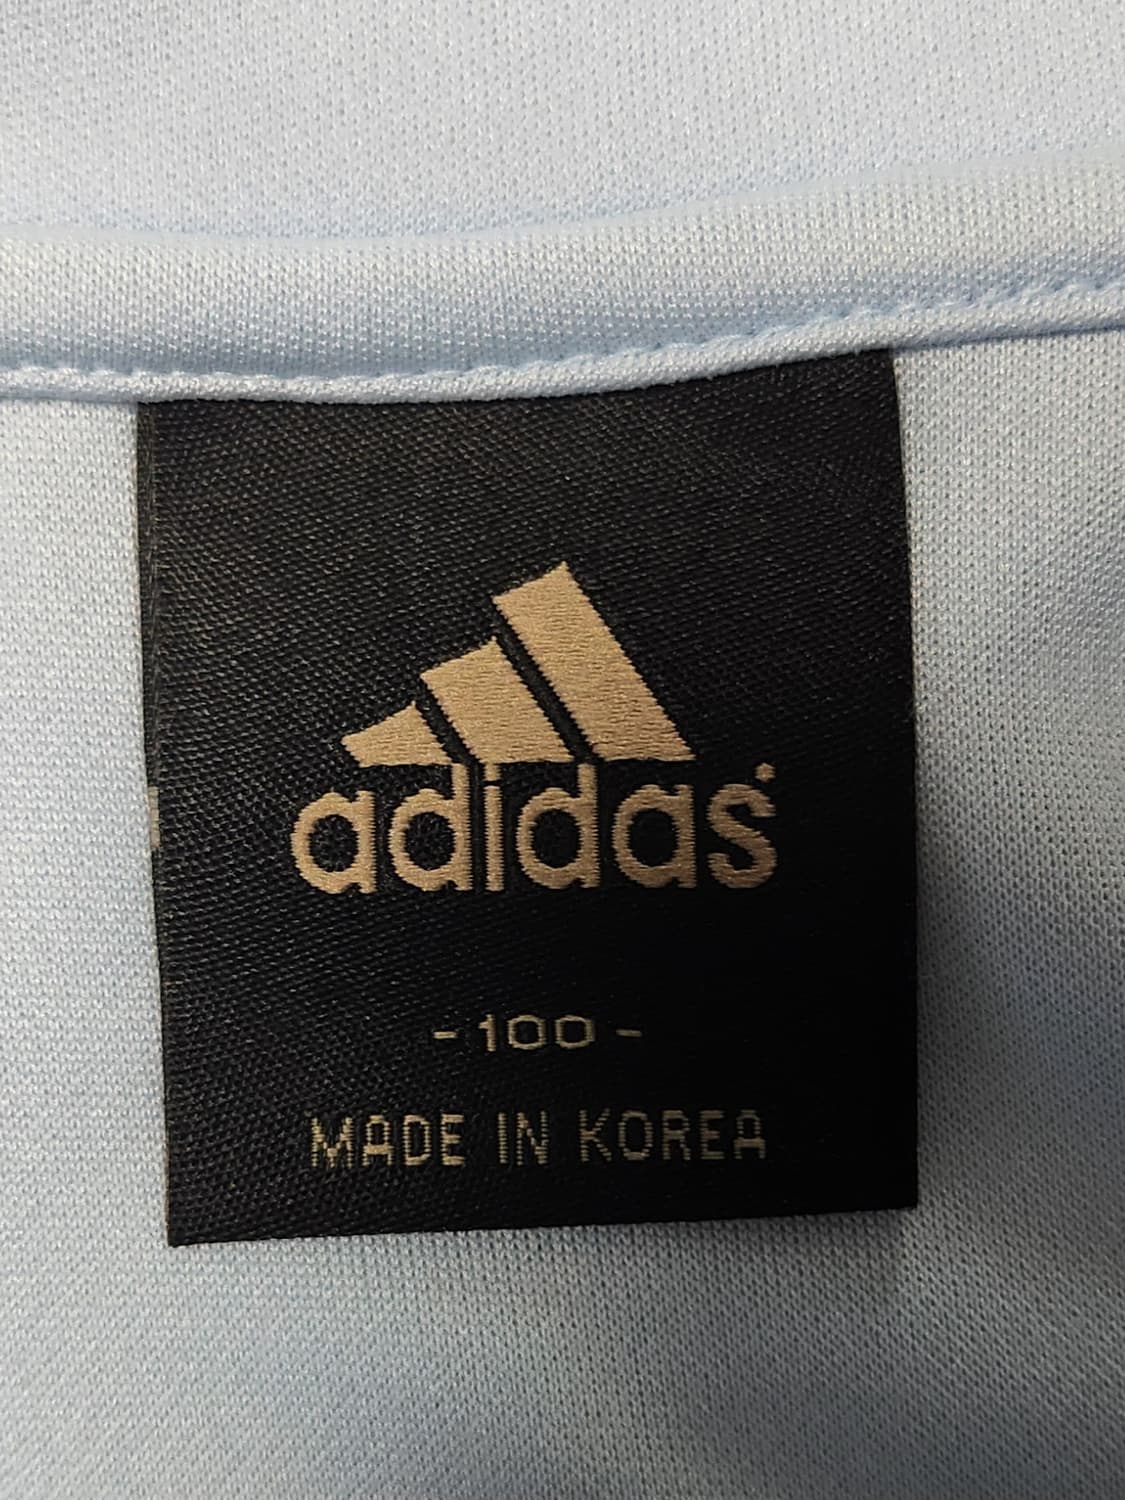 adidas
- 100 -
MADE IN KOREA